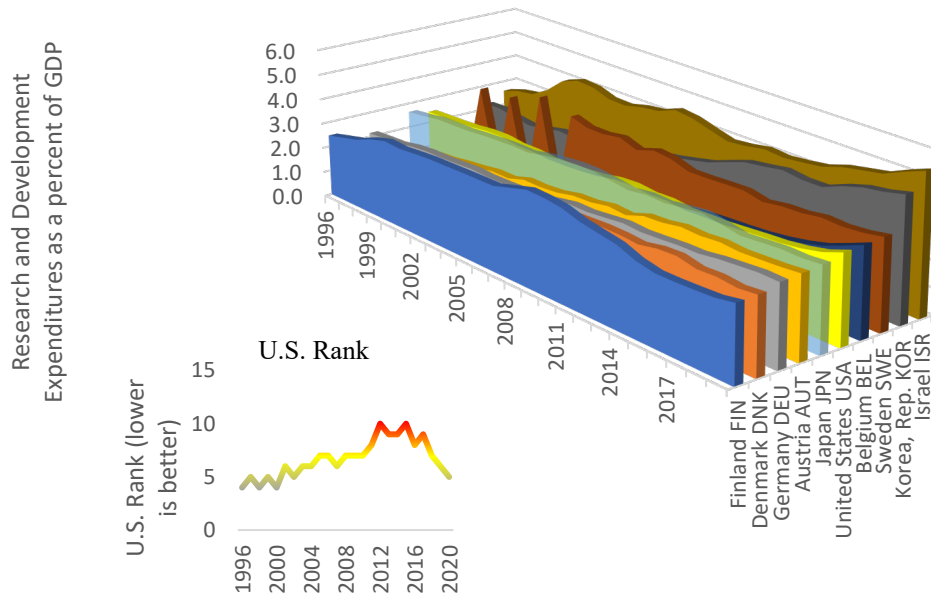 Research and Development
Expenditures as a percent of GDP
6.0
5.0
4.0
3.0
2.0
1.0
0.0
1996
1999
2002
2005
2008
2011
2014
2017
Finland FIN
Denmark DNK
Germany DEU
Austria AUT
Japan JPN
United States USA
Belgium BEL
Sweden SWE
Korea, Rep. KOR
Israel ISR
U.S. Rank
U.S. Rank (lower
is better)
15
10
5
0
1996
2000
2004
2008
2012
2016
2020